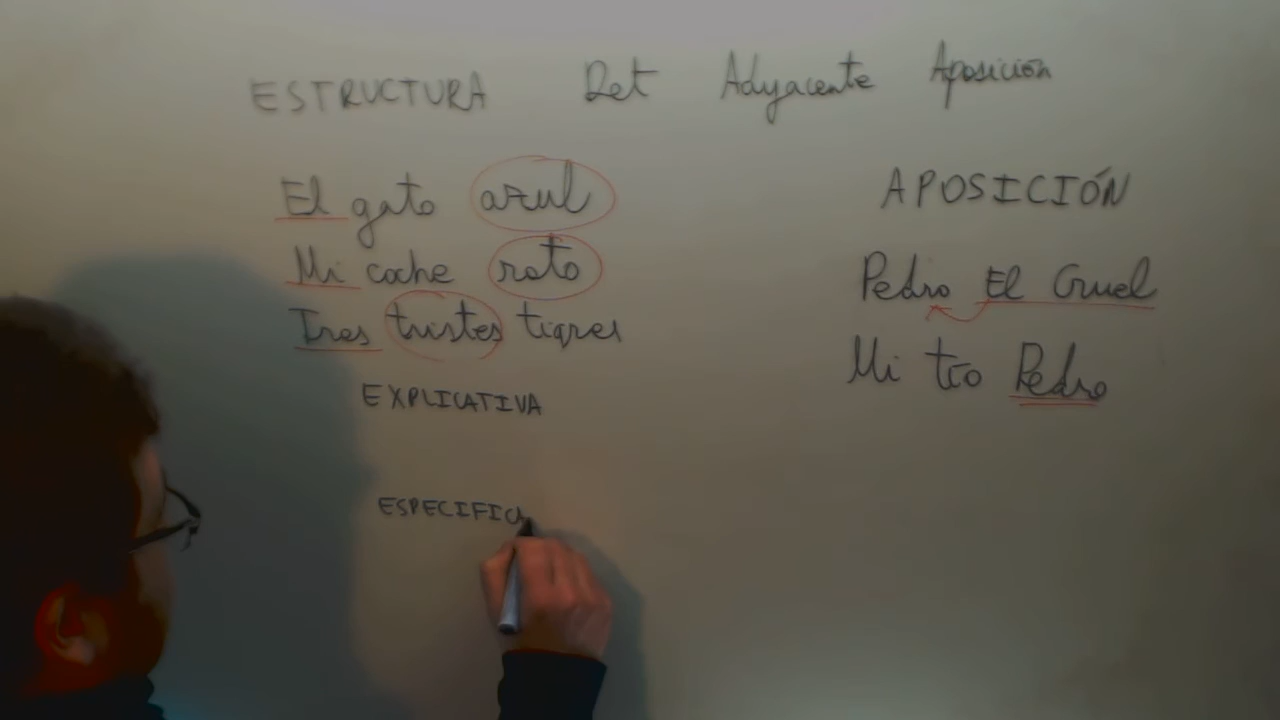 ESTRUCTURA Det Adyacente Aposición
El gato azul
Mi coche roto
Tres tristes tigres
EXPLICATIVA
ESPECIFICA
APOSICIÓN
Pedro El Cruel
Mi tío Pedro